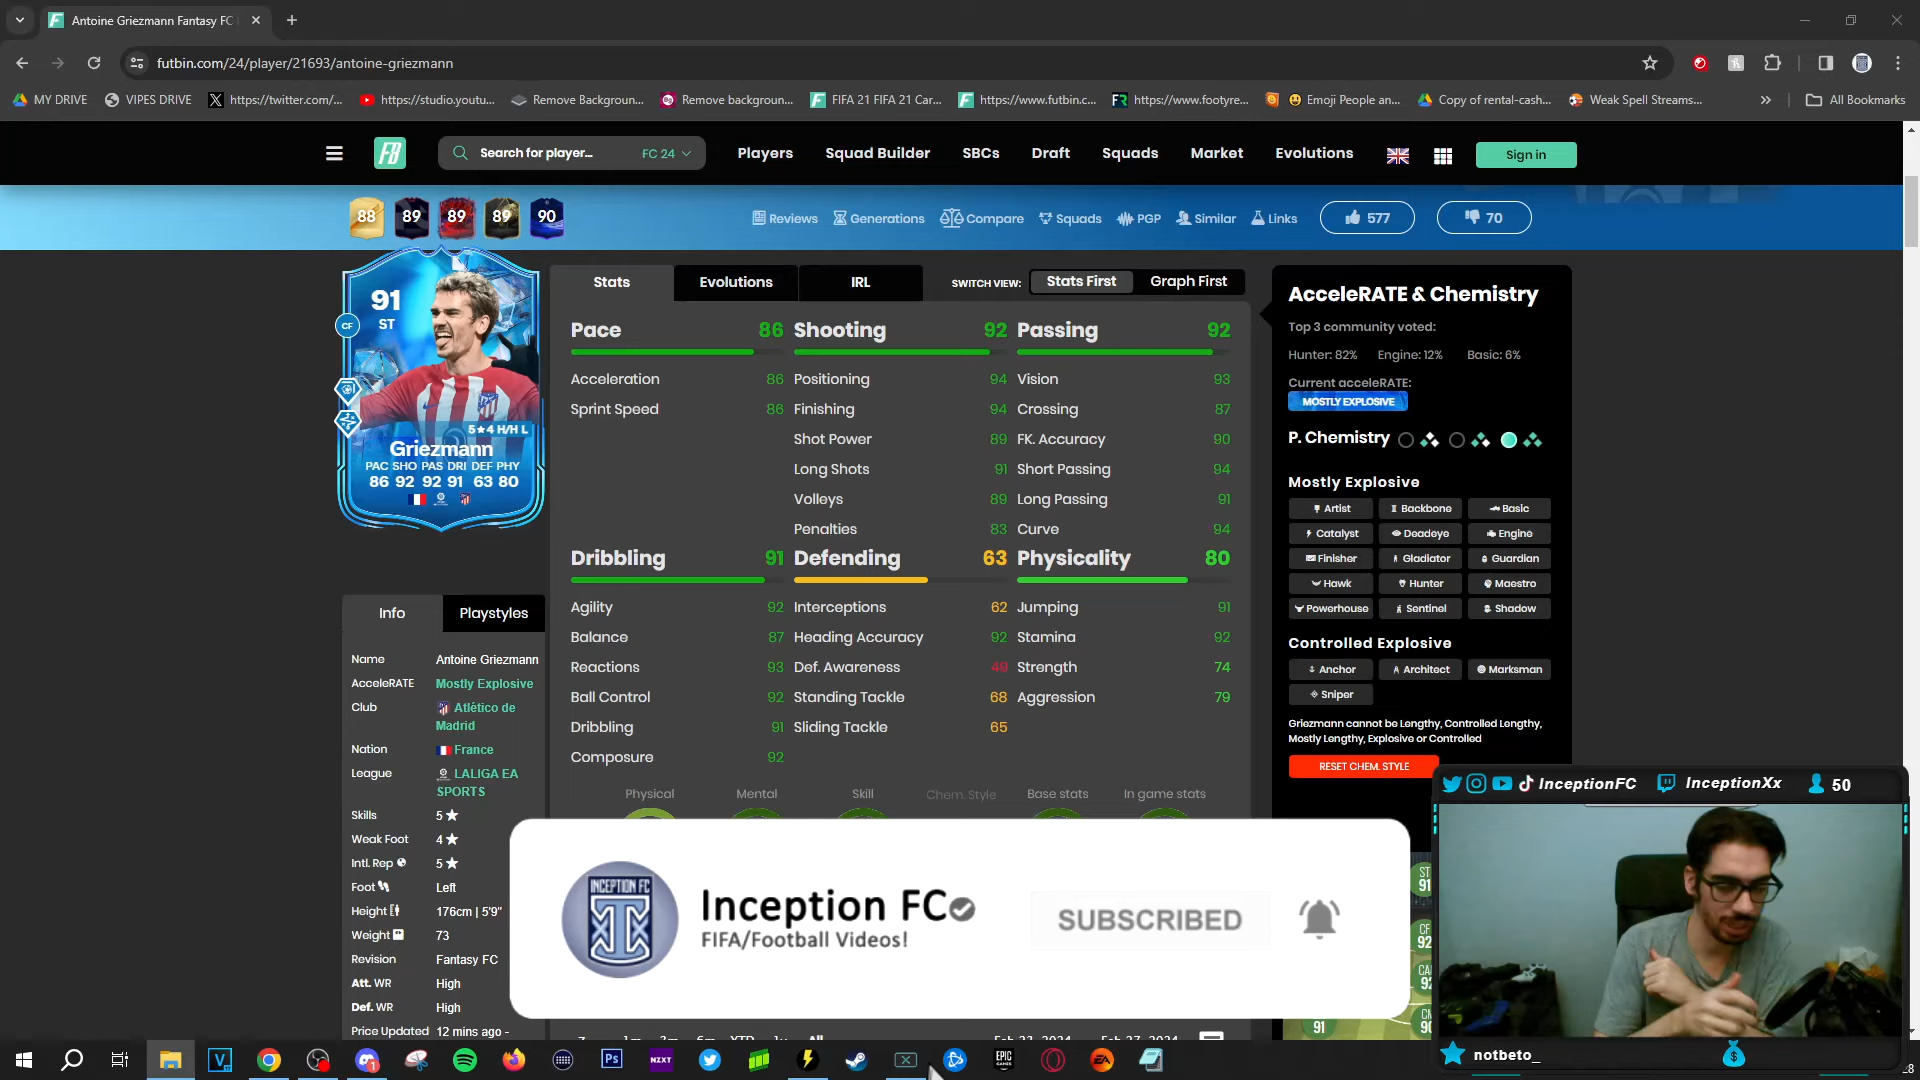 Antoine Griezmann Fantasy FC
futbin.com/24/player/21693/antoine-griezmann
MY DRIVE VIPES DRIVE https://twitter.com/... https://studio.youtu... Remove Backgroun... Remove backgroun... FIFA 21 FIFA 21 Car... https://www.futbin.c... https://www.footyre... Emoji People an... Copy of rental-cash... Weak Spell Streams... All Bookmarks
Search for player... FC 24 Players Squad Builder SBCs Draft Squads Market Evolutions Sign in
88 89 89 89 90 Reviews Generations Compare Squads PGP Similar Links 577 70
Stats Evolutions IRL SWITCH VIEW: Stats First Graph First
91
ST
CF
5★4 H/H L
Griezmann
PAC SHO PAS DRI DEF PHY
86 92 92 91 63 80
Pace 86 Shooting 92 Passing 92
Acceleration 86 Positioning 94 Vision 93
Sprint Speed 86 Finishing 94 Crossing 87
Shot Power 89 FK. Accuracy 90
Long Shots 91 Short Passing 94
Volleys 89 Long Passing 91
Penalties 83 Curve 94
Dribbling 91 Defending 63 Physicality 80
Agility 92 Interceptions 62 Jumping 91
Balance 87 Heading Accuracy 92 Stamina 92
Reactions 93 Def. Awareness Strength 74
Ball Control 92 Standing Tackle 68 Aggression 79
Dribbling 91 Sliding Tackle 65
Composure 92
Physical Mental Skill Chem. Style Base stats In game stats
AcceleRATE & Chemistry
Top 3 community voted:
Hunter: 82% Engine: 12% Basic: 6%
Current acceleRATE:
MOSTLY EXPLOSIVE
P. Chemistry
Mostly Explosive
Artist Backbone Basic
Catalyst Deadeye Engine
Finisher Gladiator Guardian
Hawk Hunter Maestro
Powerhouse Sentinel Shadow
Controlled Explosive
Anchor Architect Marksman
Sniper
Griezmann cannot be Lengthy, Controlled Lengthy,
Mostly Lengthy, Explosive or Controlled
RESET CHEM. STYLE
Info Playstyles
Name Antoine Griezmann
AcceleRATE Mostly Explosive
Club Atlético de
Madrid
Nation France
League LALIGA EA
SPORTS
Skills 5 ★
Weak Foot 4 ★
Intl. Rep 5 ★
Foot Left
Height 176cm | 5'9"
Weight 73
Revision Fantasy FC
Att. WR High
Def. WR High
Price Updated 12 mins ago -
INCEPTION FC
Inception FC
FIFA/Football Videos!
SUBSCRIBED
InceptionFC InceptionXx 50
ST
91
CF
92
91
notbeto_
Ps NZXT EPIC GAMES EA